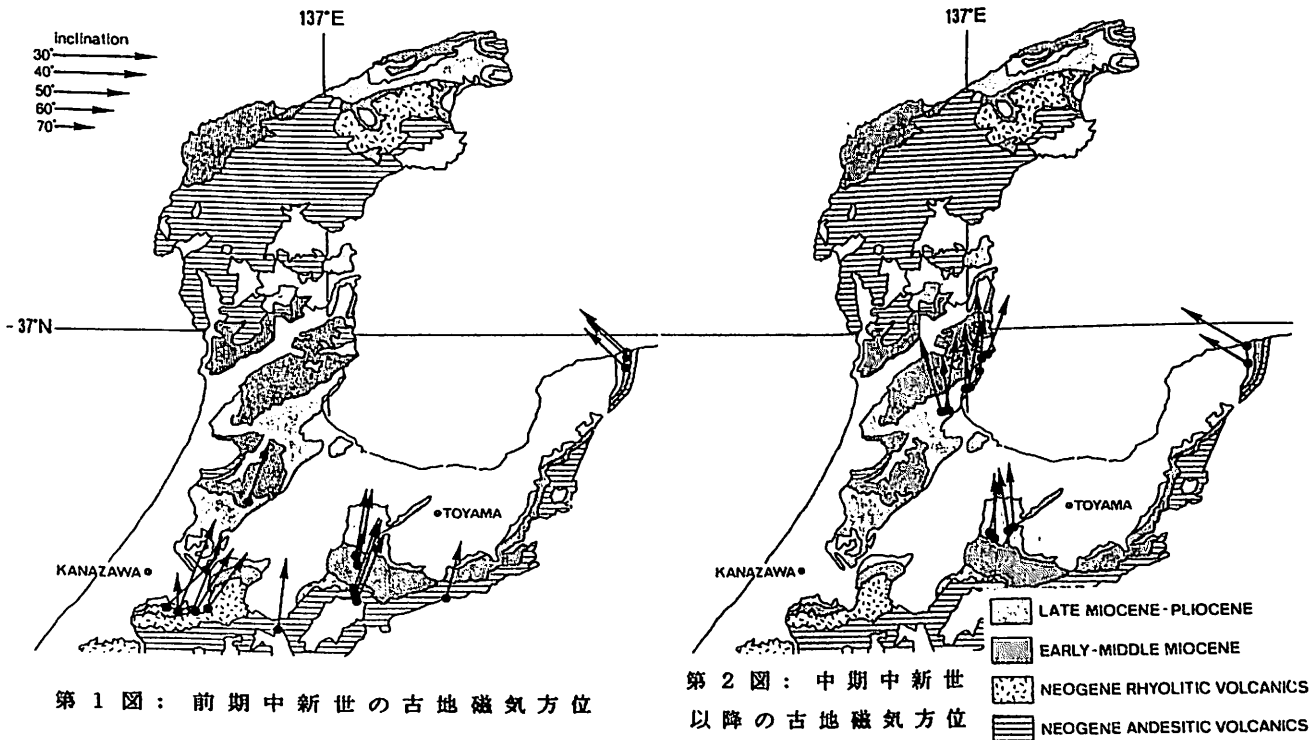 137°E
inclination
30°
40°
50°
60°
70°
37°N
TOYAMA
KANAZAWA
第1図：前期中新世の古地磁気方位
137°E
TOYAMA
KANAZAWA
LATE MIOCENE-PLIOCENE
EARLY-MIDDLE MIOCENE
NEOGENE RHYOLITIC VOLCANICS
NEOGENE ANDESITIC VOLCANICS
第2図：中期中新世
以降の古地磁気方位